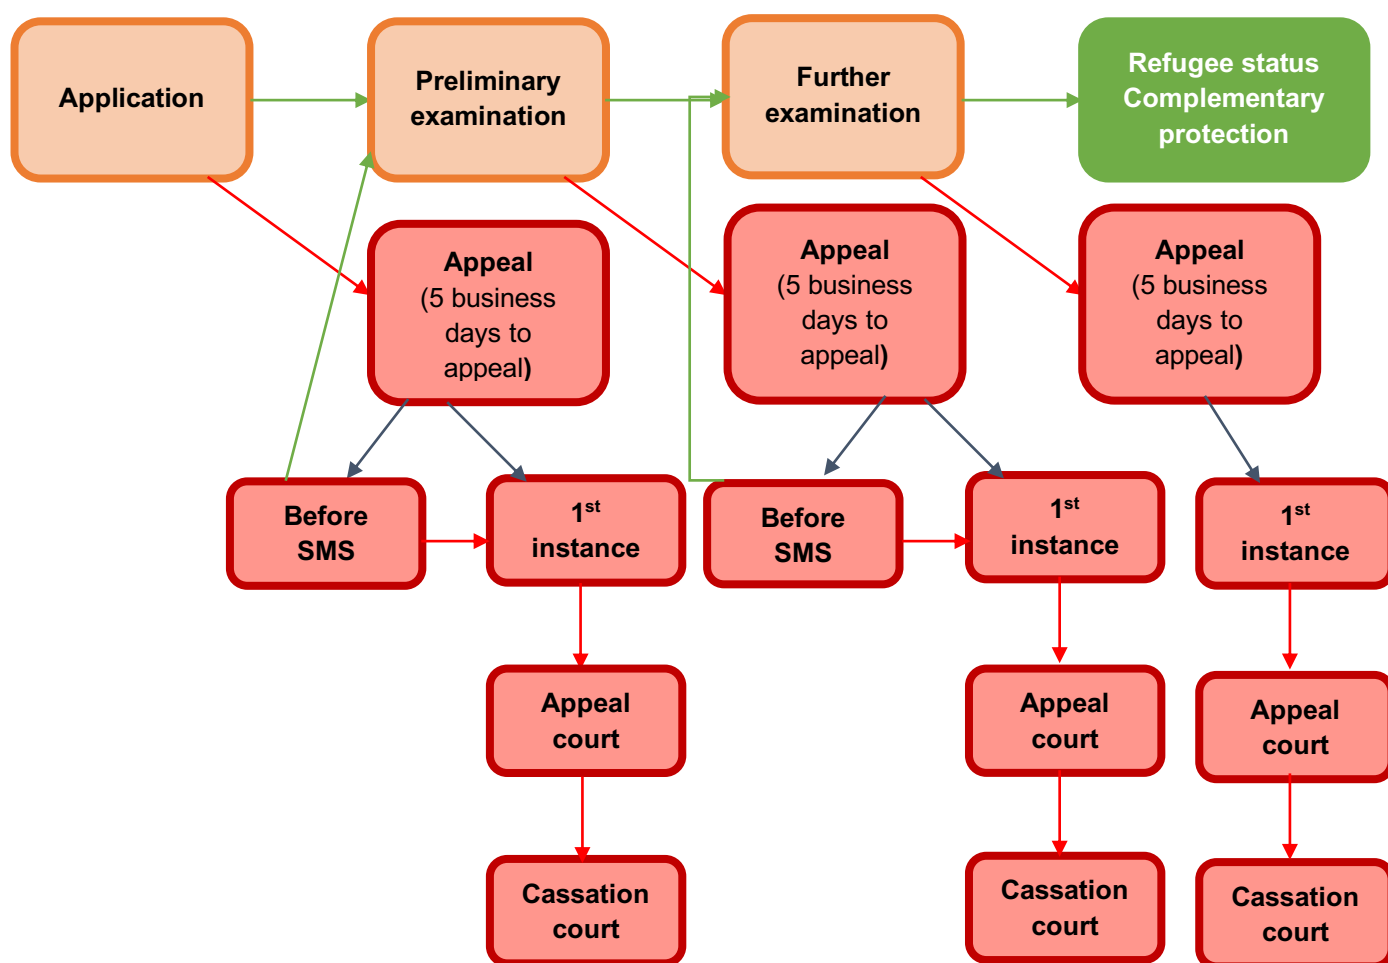 Application
Preliminary
examination
Further
examination
Refugee status
Complementary
protection
Appeal
(5 business
days to
appeal)
Appeal
(5 business
days to
appeal)
Appeal
(5 business
days to
appeal)
Before
SMS
1st
instance
Before
SMS
1st
instance
1st
instance
Appeal
court
Appeal
court
Appeal
court
Cassation
court
Cassation
court
Cassation
court